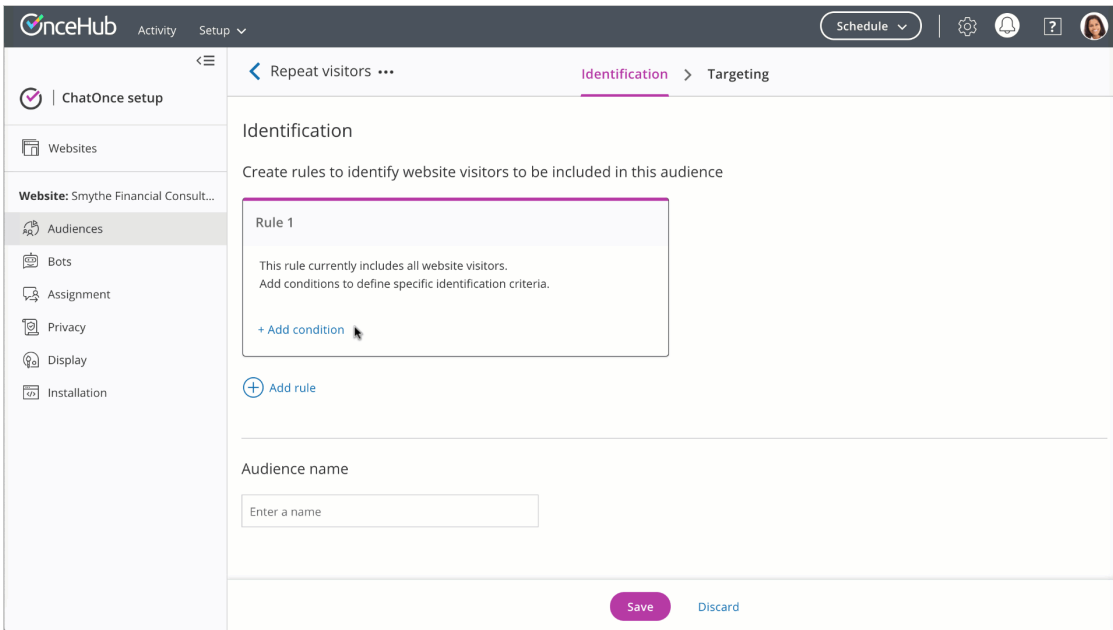 OnceHub Activity Setup Schedule ?
ChatOnce setup
Websites
Website: Smythe Financial Consult...
Audiences
Bots
Assignment
Privacy
Display
Installation
Repeat visitors ••• Identification > Targeting
Identification
Create rules to identify website visitors to be included in this audience
Rule 1
This rule currently includes all website visitors.
Add conditions to define specific identification criteria.
+ Add condition
Add rule
Audience name
Enter a name
Save Discard